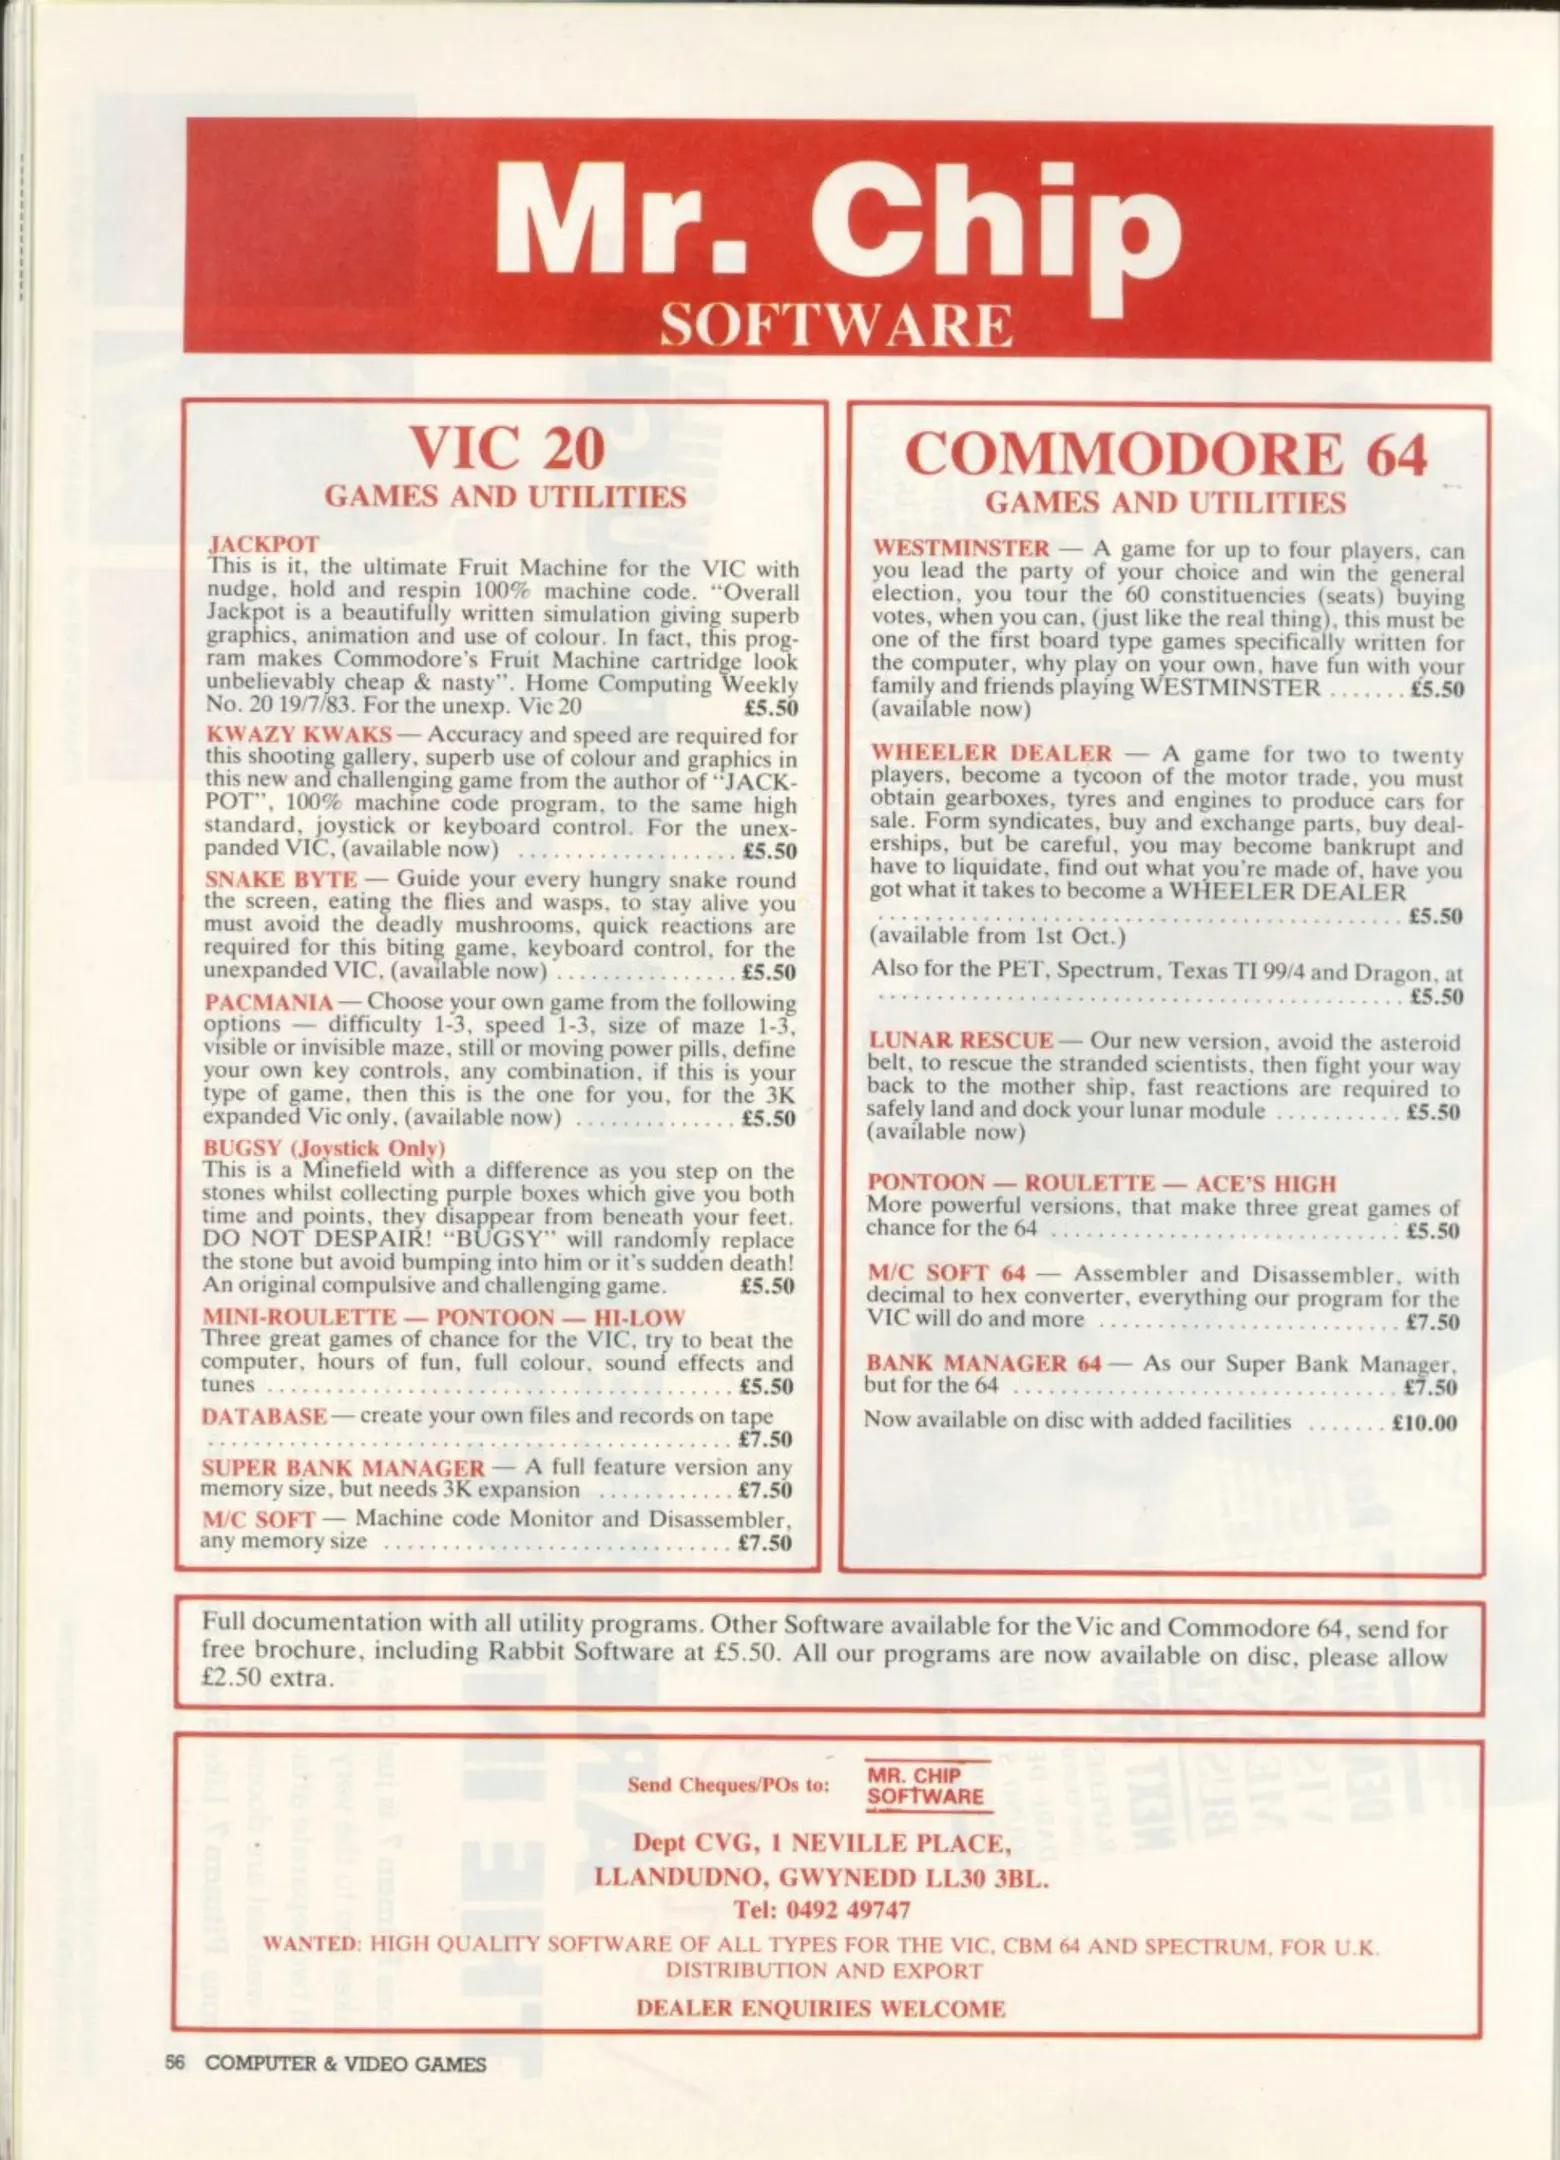 Mr. Chip
SOFTWARE
VIC 20
GAMES AND UTILITIES
JACKPOT
This is it, the ultimate Fruit Machine for the VIC with
nudge, hold and respin 100% machine code. "Overall
Jackpot is a beautifully written simulation giving superb
graphics, animation and use of colour. In fact, this prog-
ram makes Commodore's Fruit Machine cartridge look
unbelievably cheap & nasty". Home Computing Weekly
No. 20 19/7/83. For the unexp. Vic 20 £5.50
KWAZY KWAKS — Accuracy and speed are required for
this shooting gallery, superb use of colour and graphics in
this new and challenging game from the author of "JACK-
POT", 100% machine code program, to the same high
standard, joystick or keyboard control. For the unex-
panded VIC, (available now) ................... £5.50
SNAKE BYTE — Guide your every hungry snake round
the screen, eating the flies and wasps, to stay alive you
must avoid the deadly mushrooms, quick reactions are
required for this biting game, keyboard control, for the
unexpanded VIC, (available now) ................ £5.50
PACMANIA — Choose your own game from the following
options — difficulty 1-3, speed 1-3, size of maze 1-3,
visible or invisible maze, still or moving power pills, define
your own key controls, any combination, if this is your
type of game, then this is the one for you, for the 3K
expanded Vic only, (available now) .............. £5.50
BUGSY (Joystick Only)
This is a Minefield with a difference as you step on the
stones whilst collecting purple boxes which give you both
time and points, they disappear from beneath your feet.
DO NOT DESPAIR! "BUGSY" will randomly replace
the stone but avoid bumping into him or it's sudden death!
An original compulsive and challenging game. £5.50
MINI-ROULETTE — PONTOON — HI-LOW
Three great games of chance for the VIC, try to beat the
computer, hours of fun, full colour, sound effects and
tunes ........................................ £5.50
DATABASE — create your own files and records on tape
............................................. £7.50
SUPER BANK MANAGER — A full feature version any
memory size, but needs 3K expansion ............ £7.50
M/C SOFT — Machine code Monitor and Disassembler,
any memory size .............................. £7.50
COMMODORE 64
GAMES AND UTILITIES
WESTMINSTER — A game for up to four players, can
you lead the party of your choice and win the general
election, you tour the 60 constituencies (seats) buying
votes, when you can, (just like the real thing), this must be
one of the first board type games specifically written for
the computer, why play on your own, have fun with your
family and friends playing WESTMINSTER ....... £5.50
(available now)
WHEELER DEALER — A game for two to twenty
players, become a tycoon of the motor trade, you must
obtain gearboxes, tyres and engines to produce cars for
sale. Form syndicates, buy and exchange parts, buy deal-
erships, but be careful, you may become bankrupt and
have to liquidate, find out what you're made of, have you
got what it takes to become a WHEELER DEALER
............................................. £5.50
(available from 1st Oct.)
Also for the PET, Spectrum, Texas TI 99/4 and Dragon, at
............................................. £5.50
LUNAR RESCUE — Our new version, avoid the asteroid
belt, to rescue the stranded scientists, then fight your way
back to the mother ship, fast reactions are required to
safely land and dock your lunar module ........... £5.50
(available now)
PONTOON — ROULETTE — ACE'S HIGH
More powerful versions, that make three great games of
chance for the 64 .............................. £5.50
M/C SOFT 64 — Assembler and Disassembler, with
decimal to hex converter, everything our program for the
VIC will do and more .......................... £7.50
BANK MANAGER 64 — As our Super Bank Manager,
but for the 64 ................................. £7.50
Now available on disc with added facilities ....... £10.00
Full documentation with all utility programs. Other Software available for the Vic and Commodore 64, send for
free brochure, including Rabbit Software at £5.50. All our programs are now available on disc, please allow
£2.50 extra.
Send Cheques/POs to:
MR. CHIP
SOFTWARE
Dept CVG, 1 NEVILLE PLACE,
LLANDUDNO, GWYNEDD LL30 3BL.
Tel: 0492 49747
WANTED: HIGH QUALITY SOFTWARE OF ALL TYPES FOR THE VIC, CBM 64 AND SPECTRUM, FOR U.K.
DISTRIBUTION AND EXPORT
DEALER ENQUIRIES WELCOME
56 COMPUTER & VIDEO GAMES